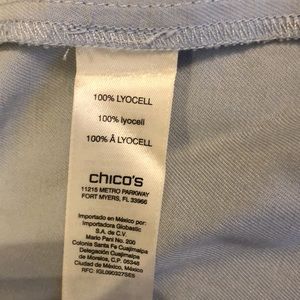 100% LYOCELL
100% lyocell
100% Â LYOCELL
chico's
11215 METRO PARKWAY
FORT MYERS, FL 33966
Importado en México por:
Importadora Globastic
S.A. de C.V.
Mario Pani No. 200
Colonia Santa Fe Cuajimalpa
Delegación Cuajimalpa
de Morelos, C.P. 05348
Ciudad de México, México
RFC: IGL090327SE5